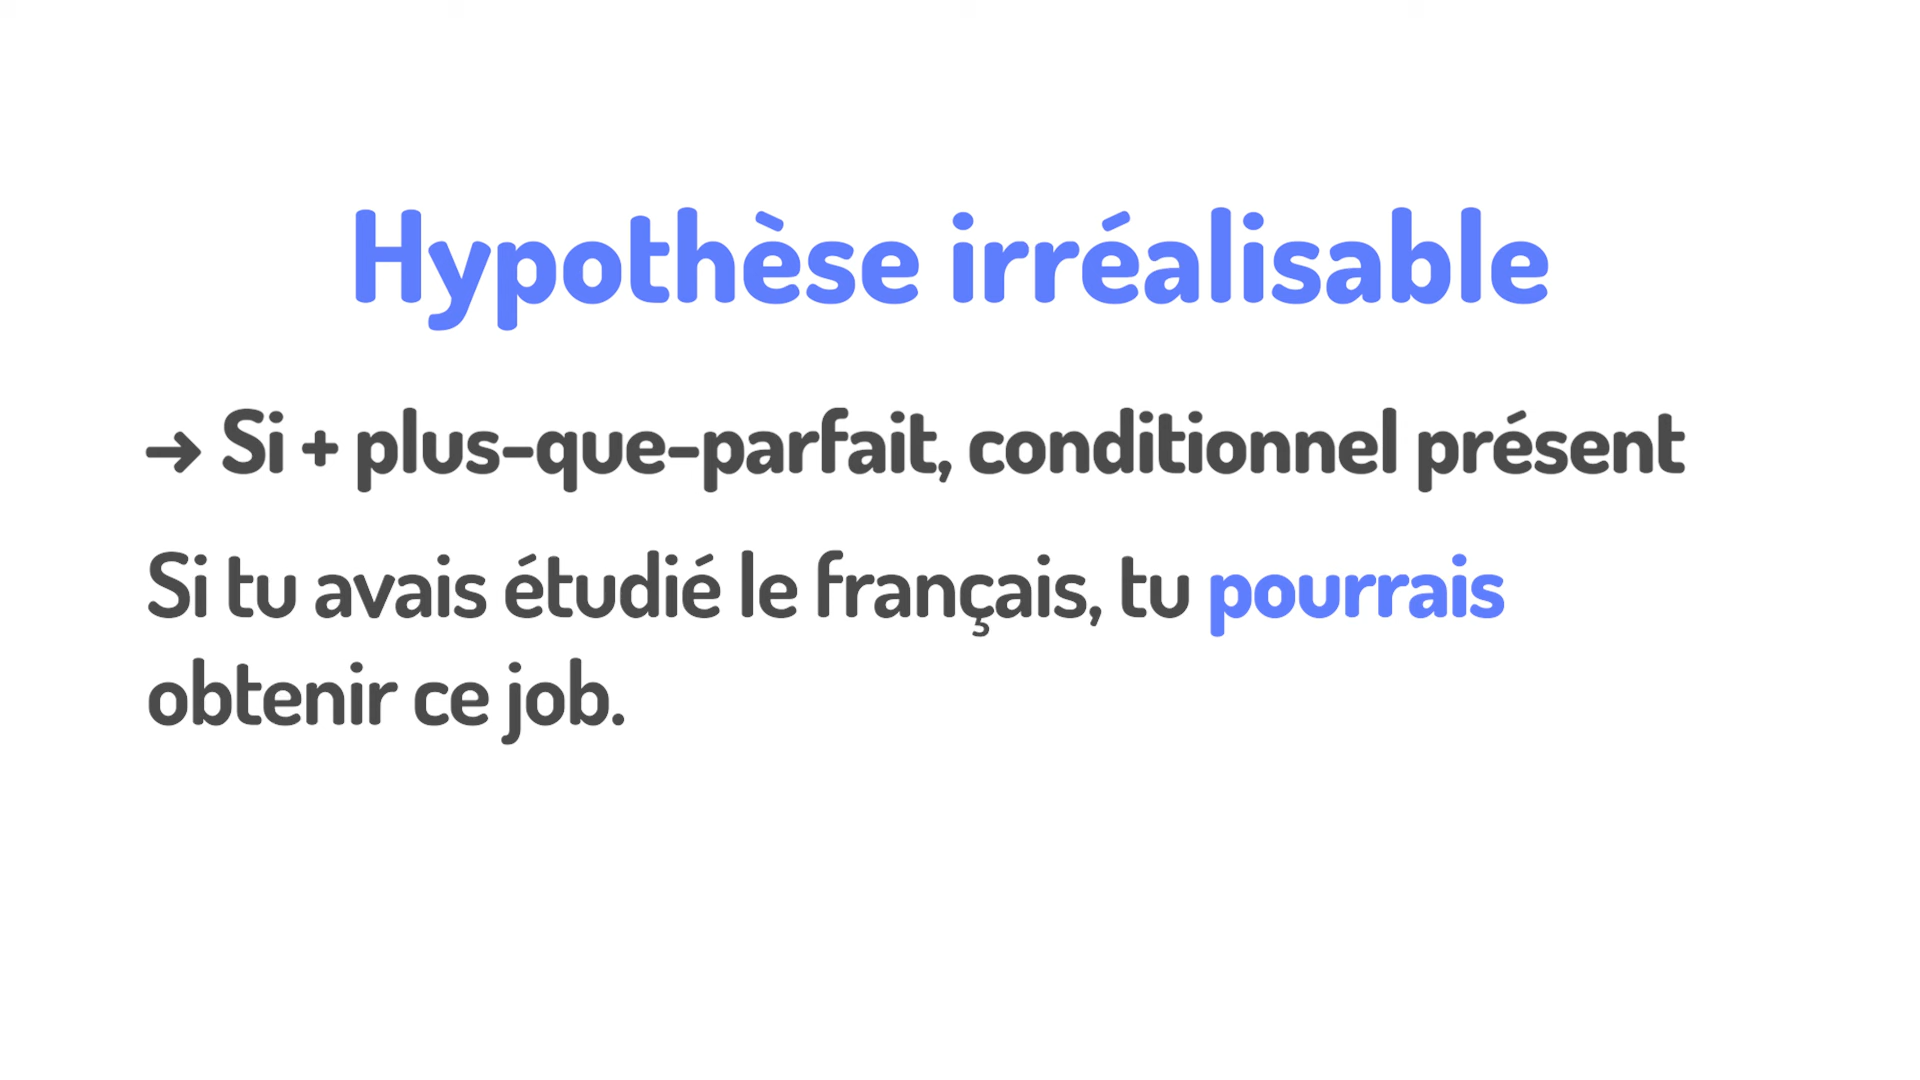 Hypothèse irréalisable
→ Si + plus-que-parfait, conditionnel présent
Si tu avais étudié le français, tu pourrais
obtenir ce job.